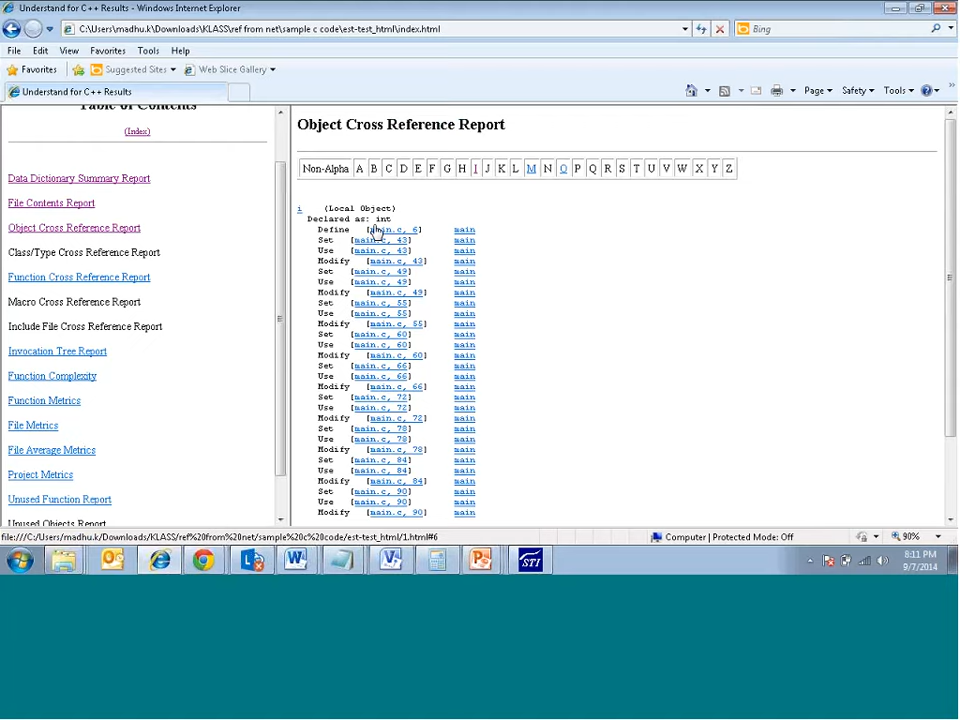 Understand for C++ Results - Windows Internet Explorer
C:\Users\madhu.k\Downloads\KLASS\ref from net\sample c code\est-test_html\index.html
Bing
File Edit View Favorites Tools Help
Favorites Suggested Sites Web Slice Gallery
Understand for C++ Results
Page Safety Tools
Table of Contents
(Index)
Data Dictionary Summary Report
File Contents Report
Object Cross Reference Report
Class/Type Cross Reference Report
Function Cross Reference Report
Macro Cross Reference Report
Include File Cross Reference Report
Invocation Tree Report
Function Complexity
Function Metrics
File Metrics
File Average Metrics
Project Metrics
Unused Function Report
Unused Objects Report
Object Cross Reference Report
Non-Alpha A B C D E F G H I J K L M N O P Q R S T U V W X Y Z
i (Local Object)
Declared as: int
Define [main.c, 6] main
Set [main.c, 43] main
Use [main.c, 43] main
Modify [main.c, 43] main
Set [main.c, 49] main
Use [main.c, 49] main
Modify [main.c, 49] main
Set [main.c, 55] main
Use [main.c, 55] main
Modify [main.c, 55] main
Set [main.c, 60] main
Use [main.c, 60] main
Modify [main.c, 60] main
Set [main.c, 66] main
Use [main.c, 66] main
Modify [main.c, 66] main
Set [main.c, 72] main
Use [main.c, 72] main
Modify [main.c, 72] main
Set [main.c, 78] main
Use [main.c, 78] main
Modify [main.c, 78] main
Set [main.c, 84] main
Use [main.c, 84] main
Modify [main.c, 84] main
Set [main.c, 90] main
Use [main.c, 90] main
Modify [main.c, 90] main
file:///C:/Users/madhu.k/Downloads/KLASS/ref%20from%20net/sample%20c%20code/est-test_html/1.html#6
Computer | Protected Mode: Off
90%
STI
8:11 PM
9/7/2014